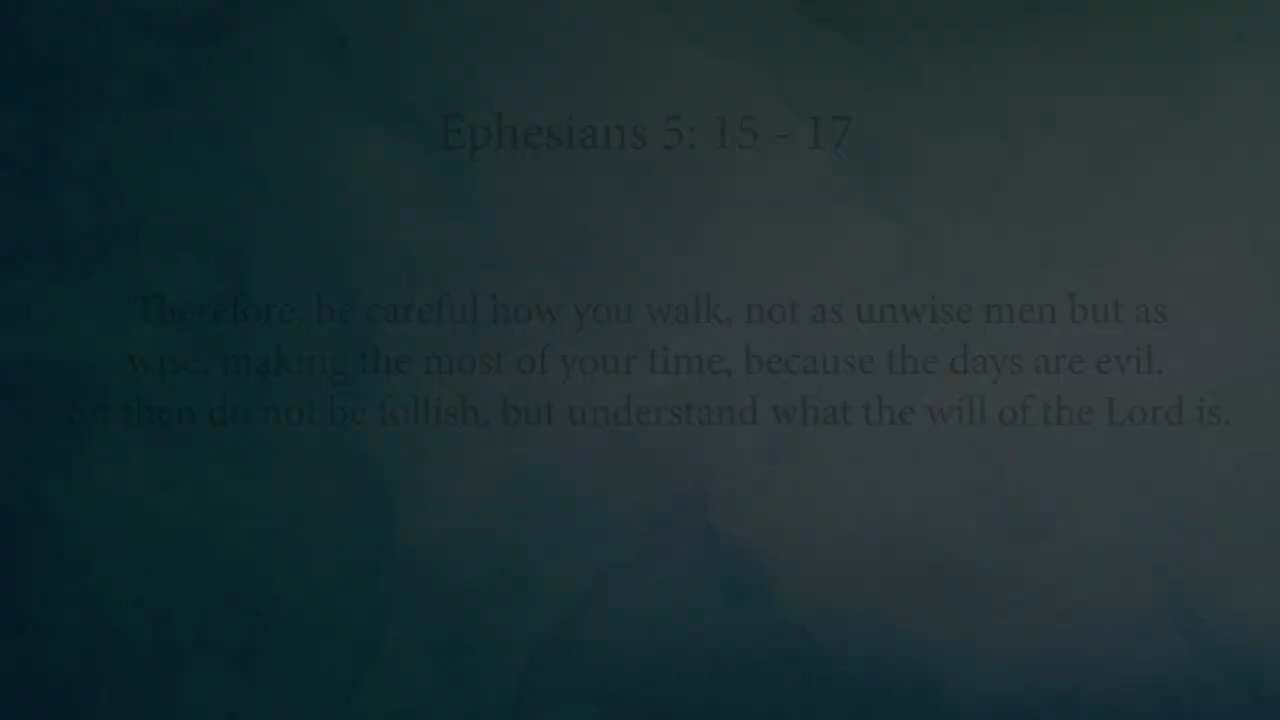 Ephesians 5: 15 - 17
Therefore, be careful how you walk, not as unwise men but as
wise, making the most of your time, because the days are evil.
So then do not be follish, but understand what the will of the Lord is.